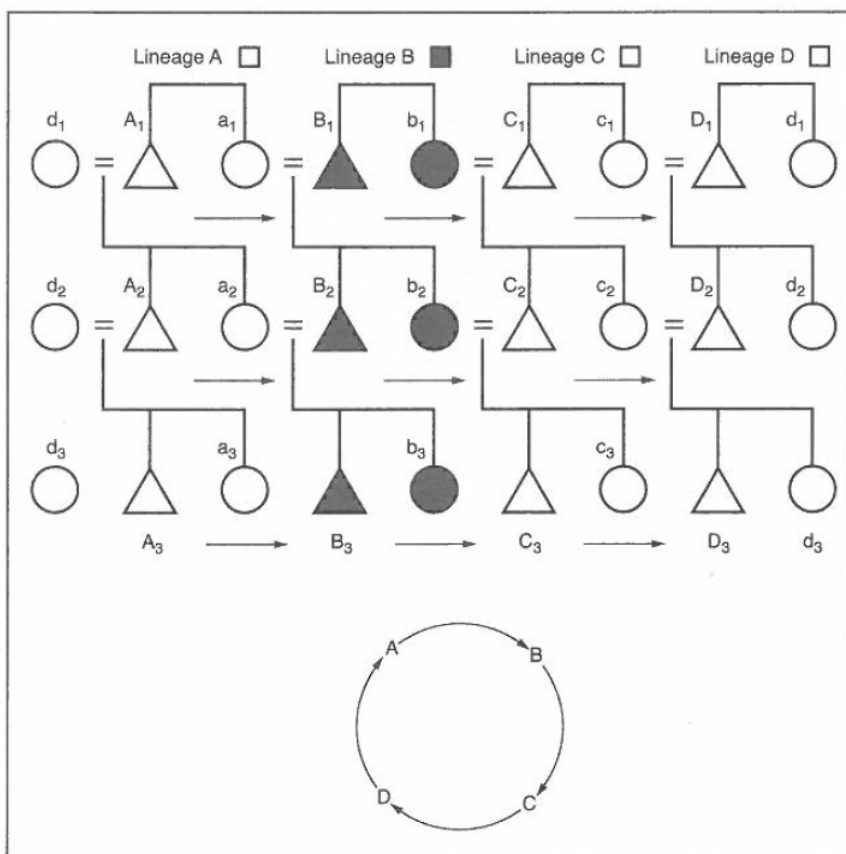 Lineage A Lineage B Lineage C Lineage D
d₁ A₁ a₁ B₁ b₁ C₁ c₁ D₁ d₁
= = = =
d₂ A₂ a₂ B₂ b₂ C₂ c₂ D₂ d₂
= = = =
d₃ a₃ b₃ c₃
A₃ B₃ C₃ D₃ d₃
A B
D C